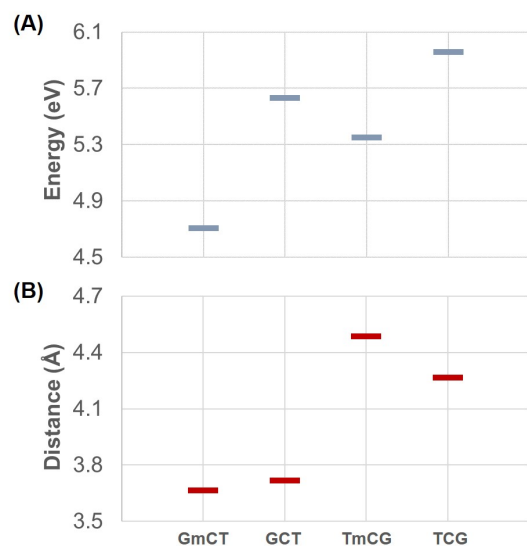 (A)
Energy (eV)
6.1
5.7
5.3
4.9
4.5
(B)
Distance (Å)
4.7
4.4
4.1
3.8
3.5
GmCT GCT TmCG TCG